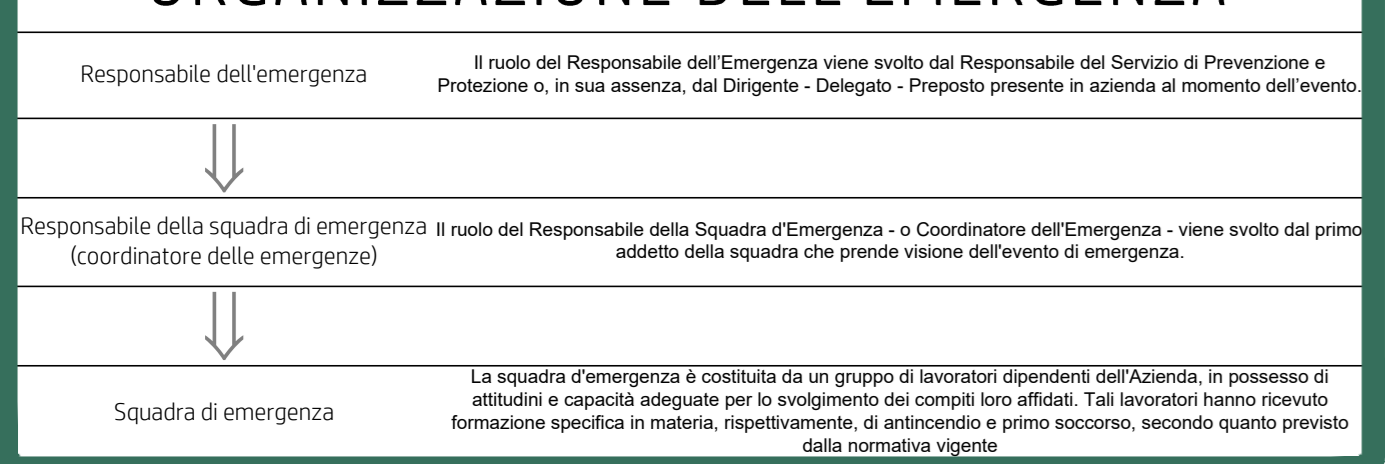 ORGANIZZAZIONE DELL'EMERGENZA
Responsabile dell'emergenza
Il ruolo del Responsabile dell’Emergenza viene svolto dal Responsabile del Servizio di Prevenzione e
Protezione o, in sua assenza, dal Dirigente - Delegato - Preposto presente in azienda al momento dell’evento.
Responsabile della squadra di emergenza
(coordinatore delle emergenze)
Il ruolo del Responsabile della Squadra d'Emergenza - o Coordinatore dell'Emergenza - viene svolto dal primo
addetto della squadra che prende visione dell'evento di emergenza.
Squadra di emergenza
La squadra d'emergenza è costituita da un gruppo di lavoratori dipendenti dell'Azienda, in possesso di
attitudini e capacità adeguate per lo svolgimento dei compiti loro affidati. Tali lavoratori hanno ricevuto
formazione specifica in materia, rispettivamente, di antincendio e primo soccorso, secondo quanto previsto
dalla normativa vigente